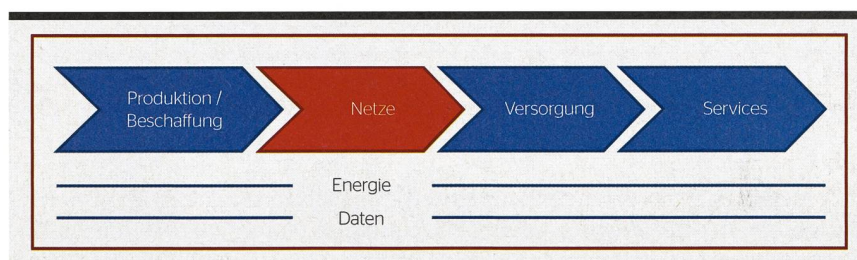 Produktion /
Beschaffung
Netze
Versorgung
Services
Energie
Daten